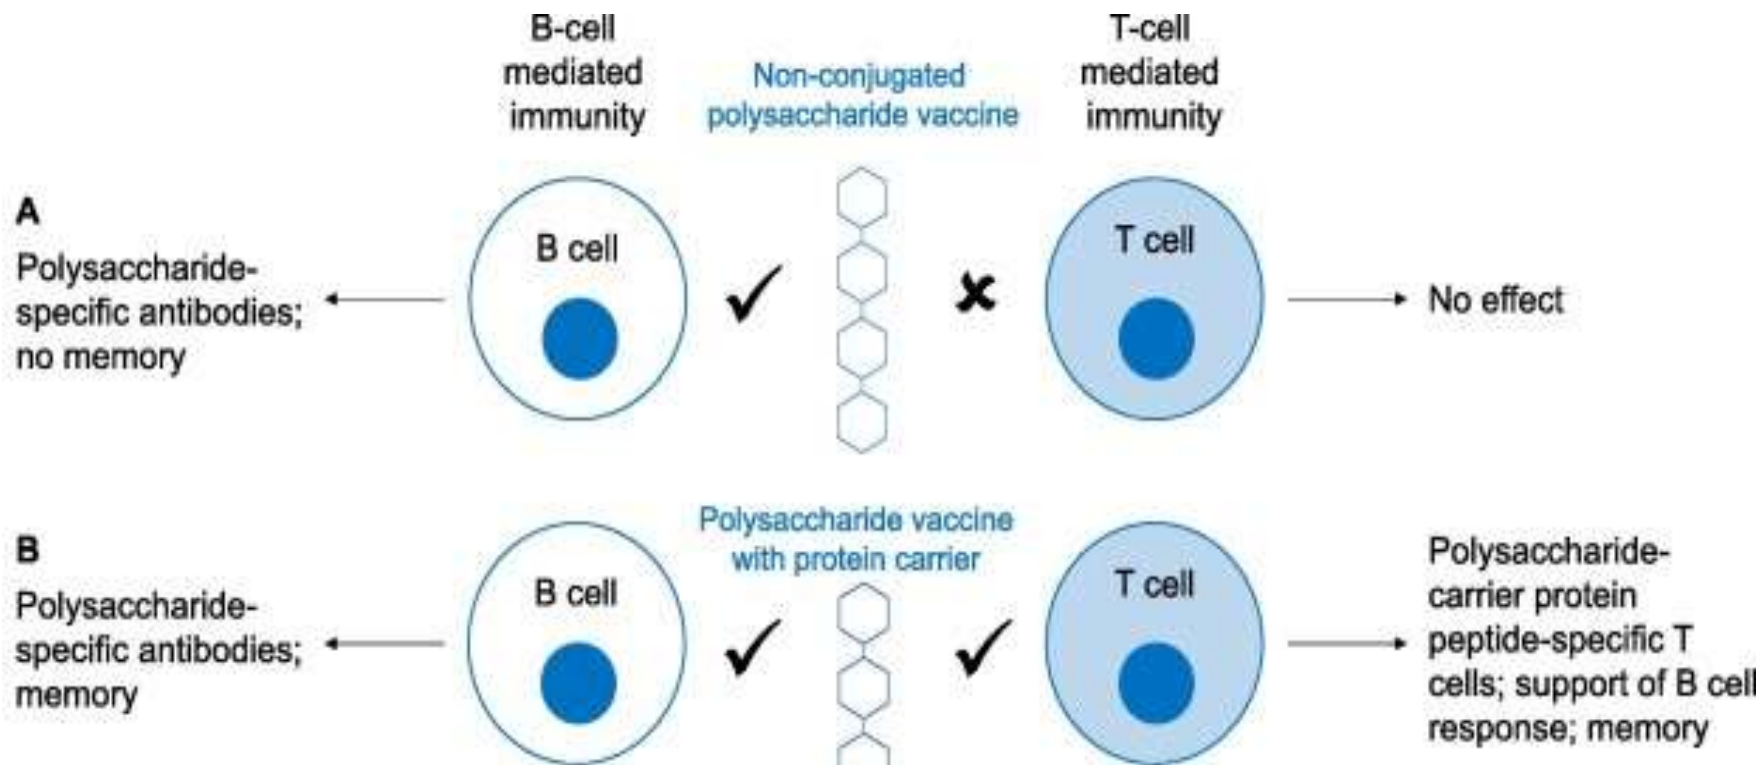 B-cell
mediated
immunity
Non-conjugated
polysaccharide vaccine
T-cell
mediated
immunity
A
Polysaccharide-
specific antibodies;
no memory
B cell
T cell
No effect
B
Polysaccharide-
specific antibodies;
memory
B cell
Polysaccharide vaccine
with protein carrier
T cell
Polysaccharide-
carrier protein
peptide-specific T
cells; support of B cell
response; memory